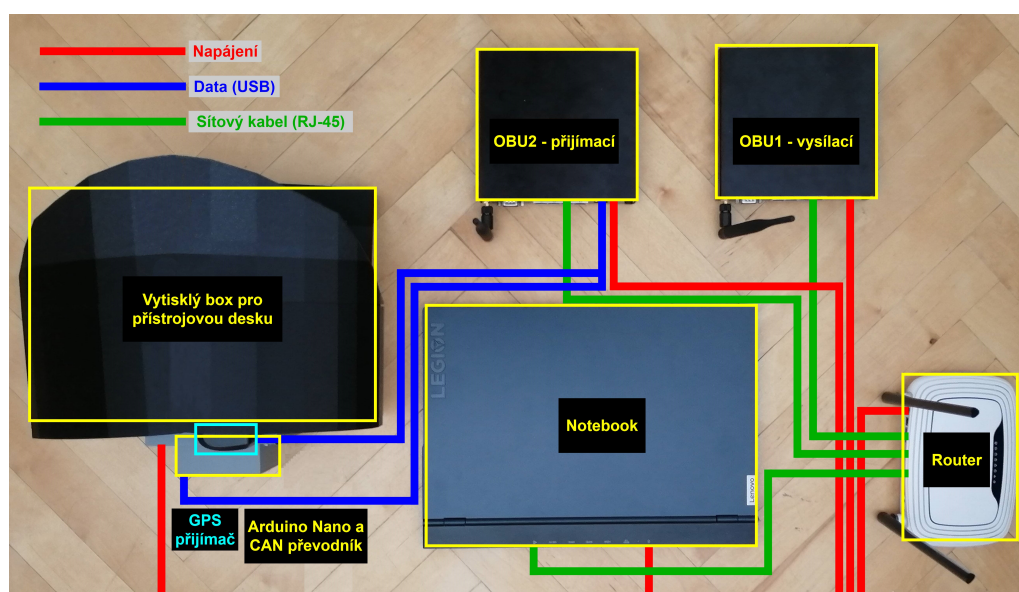 Napájení
Data (USB)
Síťový kabel (RJ-45)
OBU2 - přijímací
OBU1 - vysílací
Vytisklý box pro
přístrojovou desku
LEGION
Notebook
Router
Lenovo
GPS
přijímač
Arduino Nano a
CAN převodník